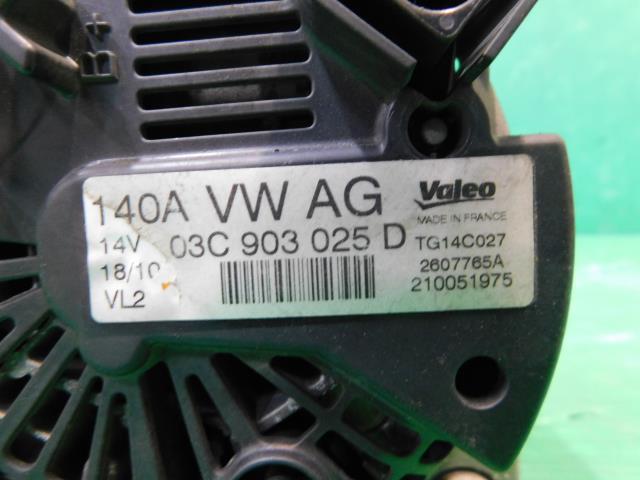 B+
140A VW AG Valeo
MADE IN FRANCE
14V 03C 903 025 D TG14C027
18/10 2607765A
VL2 210051975